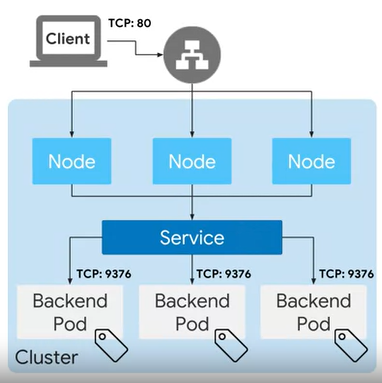 Client
TCP: 80
Node
Node
Node
Service
TCP: 9376
TCP: 9376
TCP: 9376
Backend
Pod
Backend
Pod
Backend
Pod
Cluster